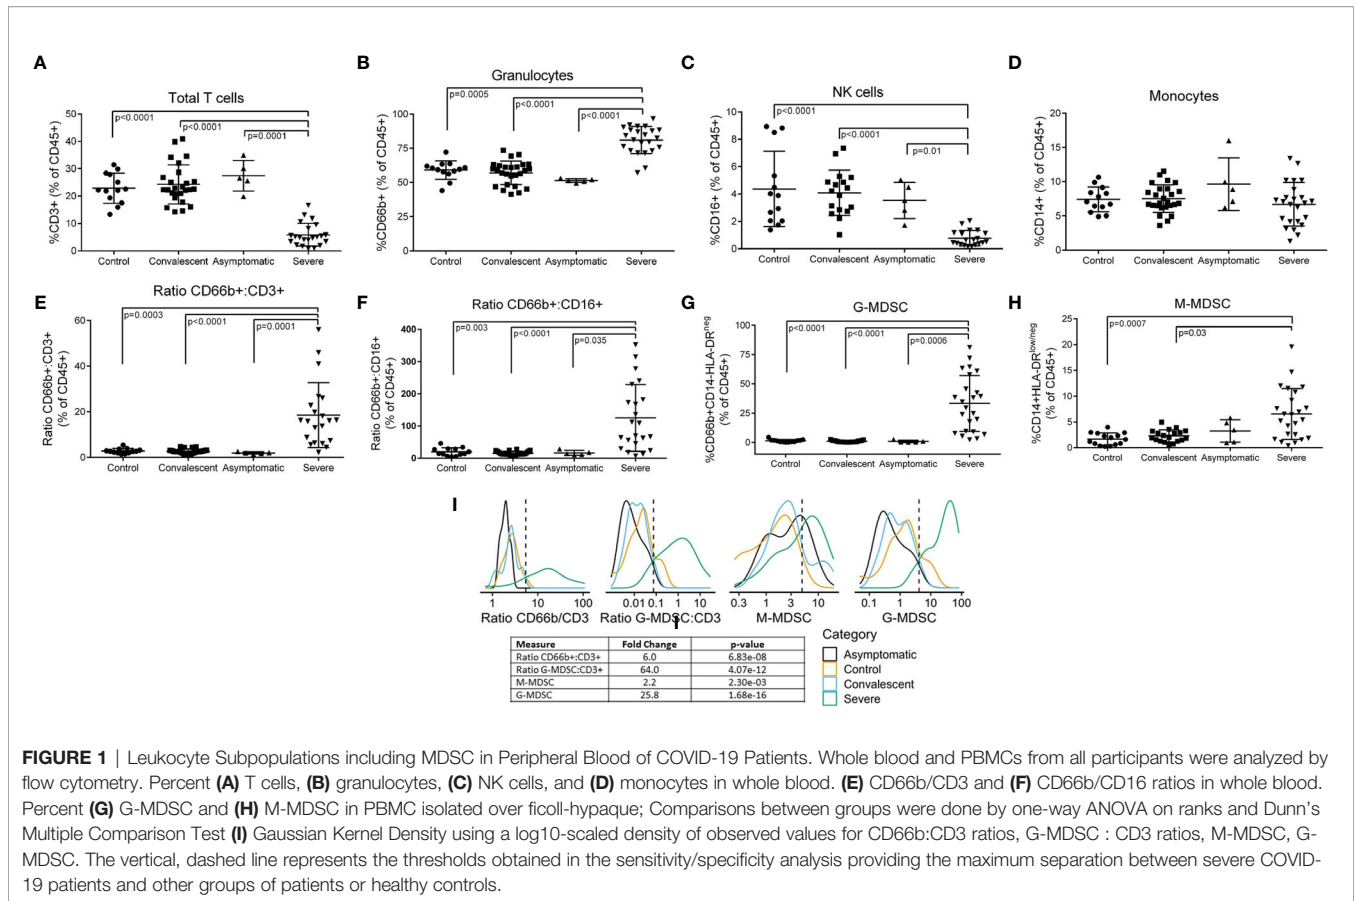 A
Total T cells
p<0.0001
p<0.0001
p=0.0001
%CD3+ (% of CD45+)
50
40
30
20
10
0
Control Convalescent Asymptomatic Severe
B
Granulocytes
p=0.0005
p<0.0001
p<0.0001
%CD66b+ (% of CD45+)
100
75
50
25
0
Control Convalescent Asymptomatic Severe
C
NK cells
p<0.0001
p<0.0001
p=0.01
%CD16+ (% of CD45+)
10
8
6
4
2
0
Control Convalescent Asymptomatic Severe
D
Monocytes
%CD14+ (% of CD45+)
20
15
10
5
0
Control Convalescent Asymptomatic Severe
E
Ratio CD66b+:CD3+
p=0.0003
p<0.0001
p=0.0001
Ratio CD66b+:CD3+
(% of CD45+)
60
40
20
0
Control Convalescent Asymptomatic Severe
F
Ratio CD66b+:CD16+
p=0.003
p<0.0001
p=0.035
Ratio CD66b+:CD16+
(% of CD45+)
400
300
200
100
0
Control Convalescent Asymptomatic Severe
G
G-MDSC
p<0.0001
p<0.0001
p=0.0006
%CD66b+CD14-HLA-DRneg
(% of CD45+)
100
75
50
25
0
Control Convalescent Asymptomatic Severe
H
M-MDSC
p=0.0007
p=0.03
%CD14+HLA-DRlow/neg
(% of CD45+)
25
20
15
10
5
0
Control Convalescent Asymptomatic Severe
I
1 10 100
Ratio CD66b/CD3
0.01 0.1 1 10
Ratio G-MDSC:CD3
0.3 1 3 10
M-MDSC
0.1 1 10 100
G-MDSC
I
Measure Fold Change p-value
Ratio CD66b+:CD3+ 6.0 6.83e-08
Ratio G-MDSC:CD3+ 64.0 4.07e-12
M-MDSC 2.2 2.30e-03
G-MDSC 25.8 1.68e-16
Category
Asymptomatic
Control
Convalescent
Severe
FIGURE 1 | Leukocyte Subpopulations including MDSC in Peripheral Blood of COVID-19 Patients. Whole blood and PBMCs from all participants were analyzed by
flow cytometry. Percent (A) T cells, (B) granulocytes, (C) NK cells, and (D) monocytes in whole blood. (E) CD66b/CD3 and (F) CD66b/CD16 ratios in whole blood.
Percent (G) G-MDSC and (H) M-MDSC in PBMC isolated over ficoll-hypaque; Comparisons between groups were done by one-way ANOVA on ranks and Dunn's
Multiple Comparison Test (I) Gaussian Kernel Density using a log10-scaled density of observed values for CD66b:CD3 ratios, G-MDSC : CD3 ratios, M-MDSC, G-
MDSC. The vertical, dashed line represents the thresholds obtained in the sensitivity/specificity analysis providing the maximum separation between severe COVID-
19 patients and other groups of patients or healthy controls.